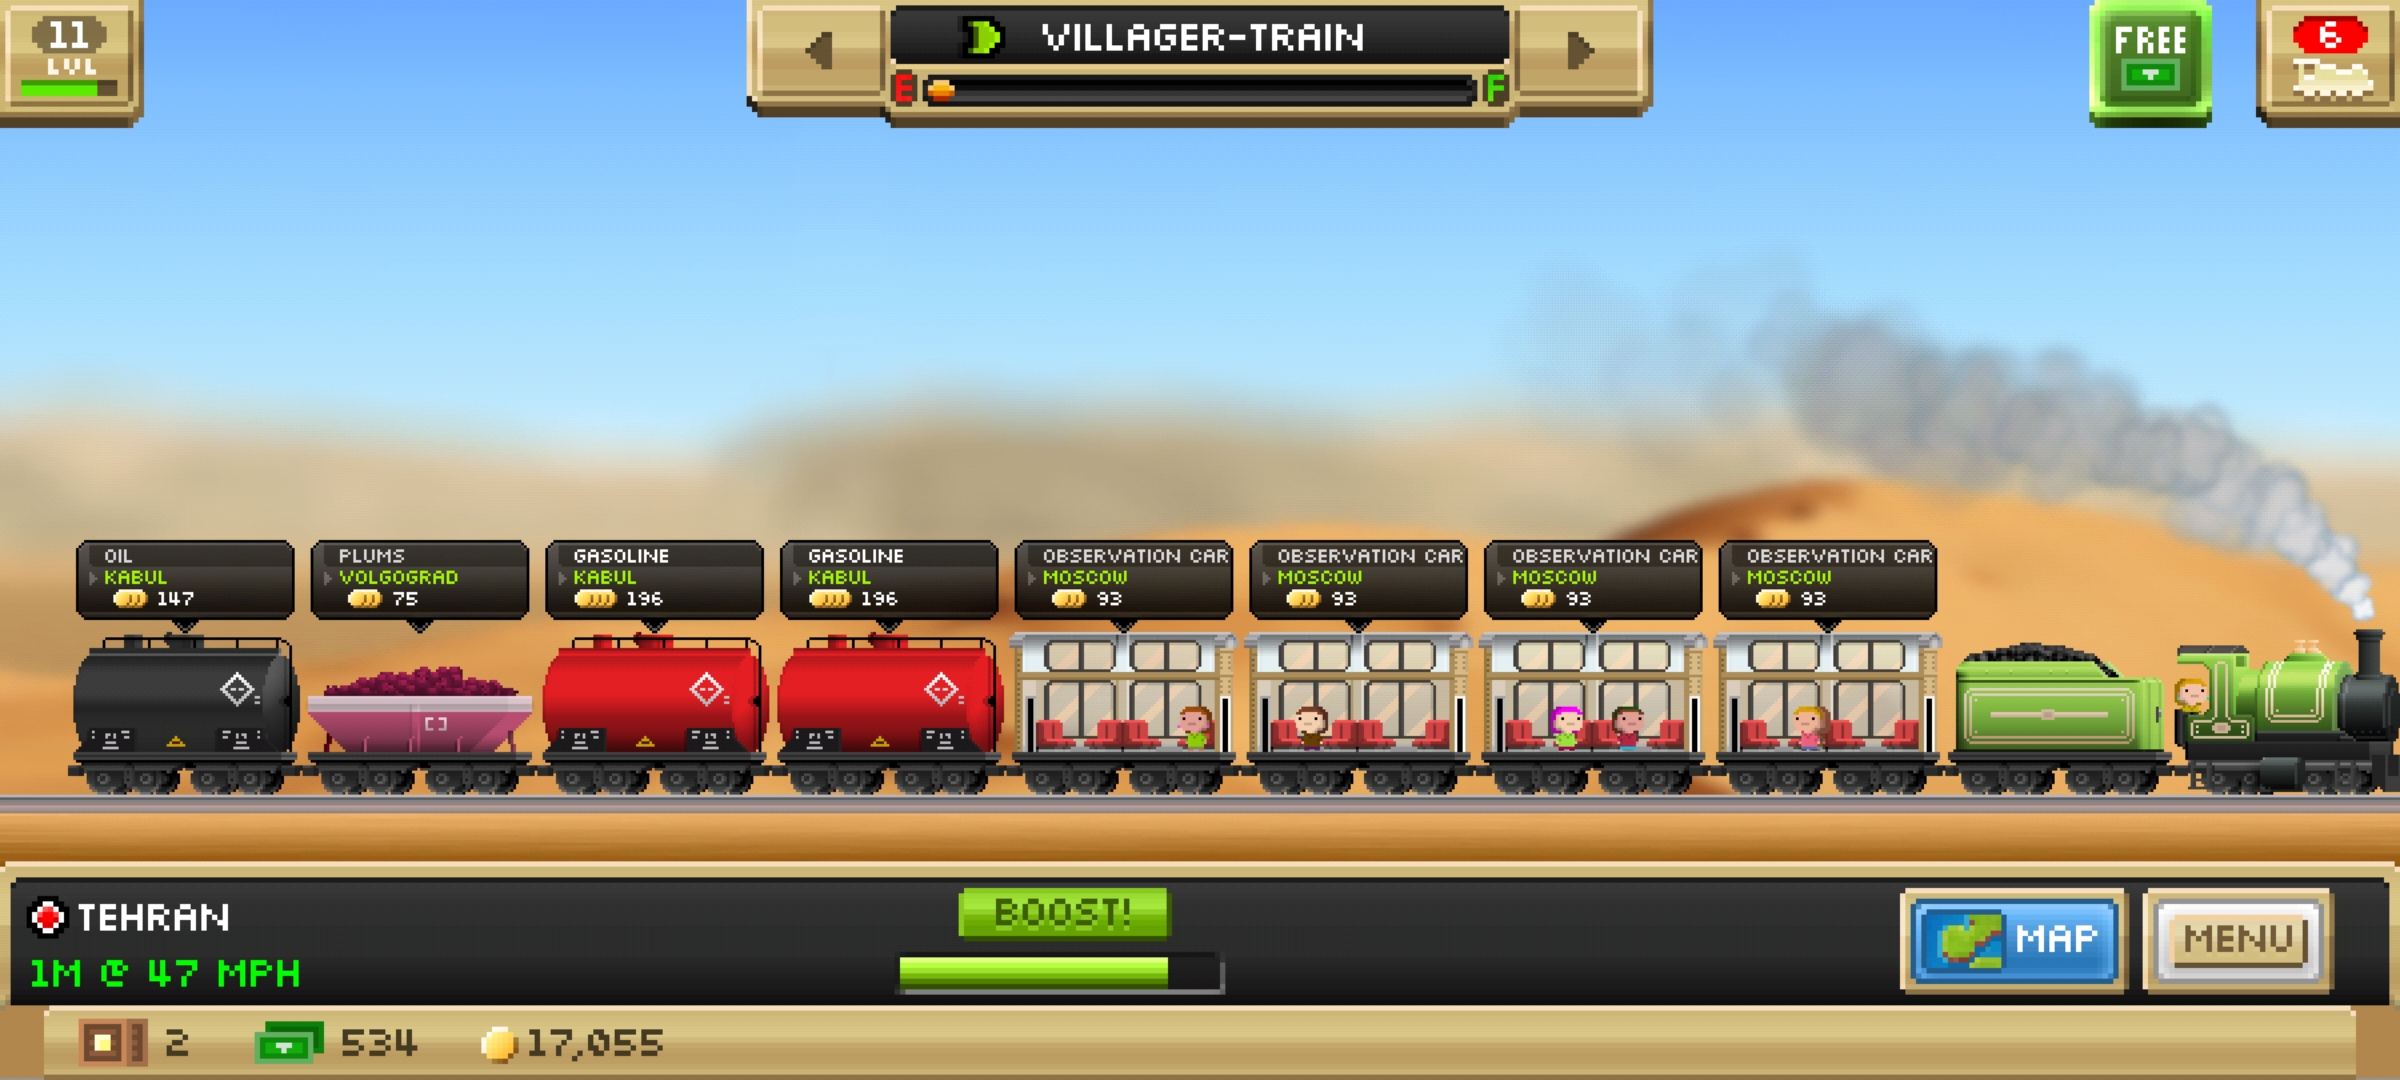 11
LVL
VILLAGER-TRAIN
E
F
FREE
6
OIL
KABUL
147
PLUMS
VOLGOGRAD
75
GASOLINE
KABUL
196
GASOLINE
KABUL
196
OBSERVATION CAR
MOSCOW
93
OBSERVATION CAR
MOSCOW
93
OBSERVATION CAR
MOSCOW
93
OBSERVATION CAR
MOSCOW
93
TEHRAN
1M @ 47 MPH
BOOST!
MAP
MENU
2
534
17,055